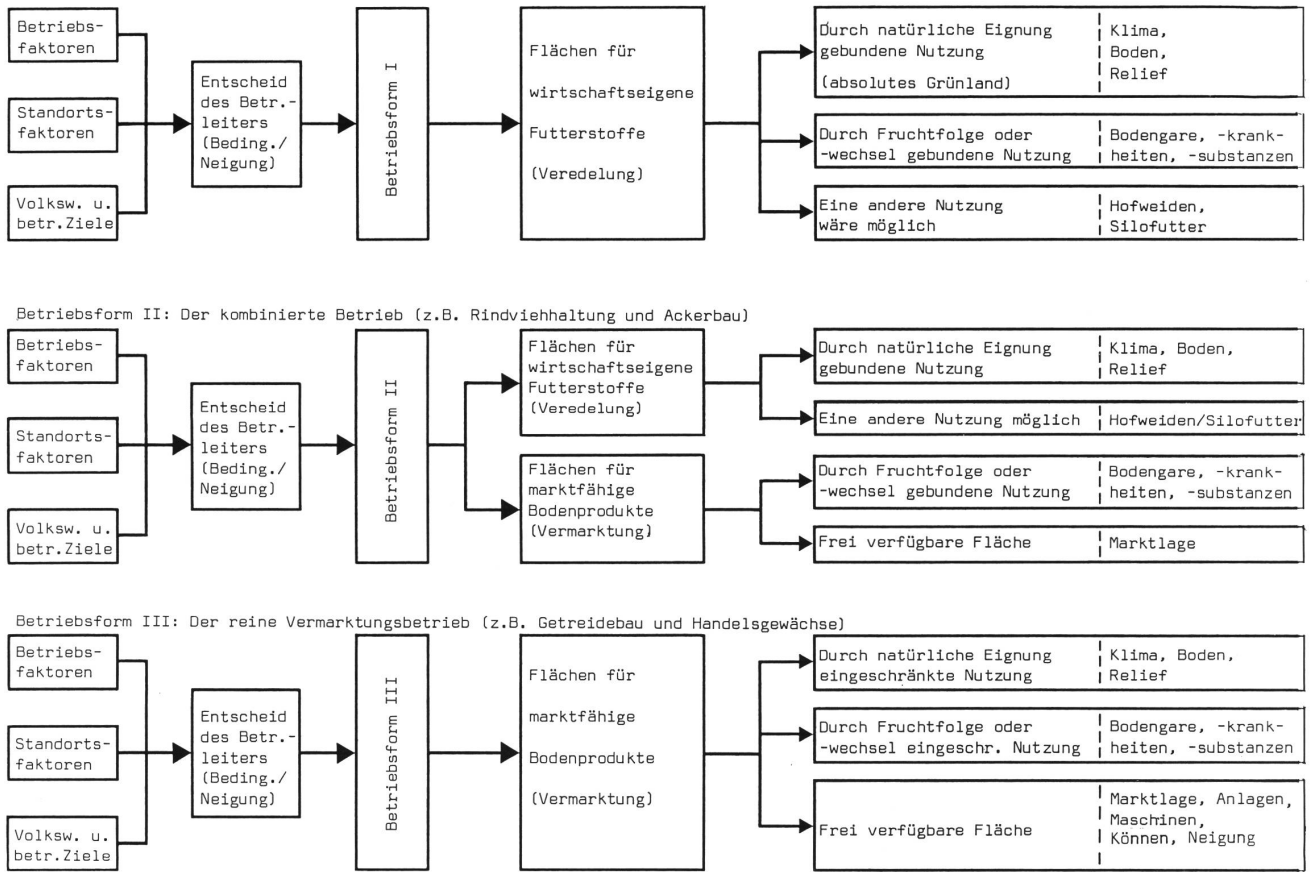 Betriebs-
faktoren
Standorts-
faktoren
Volksw. u.
betr.Ziele
Entscheid
des Betr.-
leiters
(Beding./
Neigung)
Betriebsform I
Flächen für
wirtschaftseigene
Futterstoffe
(Veredelung)
Durch natürliche Eignung
gebundene Nutzung
(absolutes Grünland)
Klima,
Boden,
Relief
Durch Fruchtfolge oder
-wechsel gebundene Nutzung
Bodengare, -krank-
heiten, -substanzen
Eine andere Nutzung
wäre möglich
Hofweiden,
Silofutter
Betriebsform II: Der kombinierte Betrieb (z.B. Rindviehhaltung und Ackerbau)
Betriebs-
faktoren
Standorts-
faktoren
Volksw. u.
betr.Ziele
Entscheid
des Betr.-
leiters
(Beding./
Neigung)
Betriebsform II
Flächen für
wirtschaftseigene
Futterstoffe
(Veredelung)
Flächen für
marktfähige
Bodenprodukte
(Vermarktung)
Durch natürliche Eignung
gebundene Nutzung
Klima, Boden,
Relief
Eine andere Nutzung möglich
Hofweiden/Silofutter
Durch Fruchtfolge oder
-wechsel gebundene Nutzung
Bodengare, -krank-
heiten, -substanzen
Frei verfügbare Fläche
Marktlage
Betriebsform III: Der reine Vermarktungsbetrieb (z.B. Getreidebau und Handelsgewächse)
Betriebs-
faktoren
Standorts-
faktoren
Volksw. u.
betr.Ziele
Entscheid
des Betr.-
leiters
(Beding./
Neigung)
Betriebsform III
Flächen für
marktfähige
Bodenprodukte
(Vermarktung)
Durch natürliche Eignung
eingeschränkte Nutzung
Klima, Boden,
Relief
Durch Fruchtfolge oder
-wechsel eingeschr. Nutzung
Bodengare, -krank-
heiten, -substanzen
Frei verfügbare Fläche
Marktlage, Anlagen,
Maschinen,
Können, Neigung